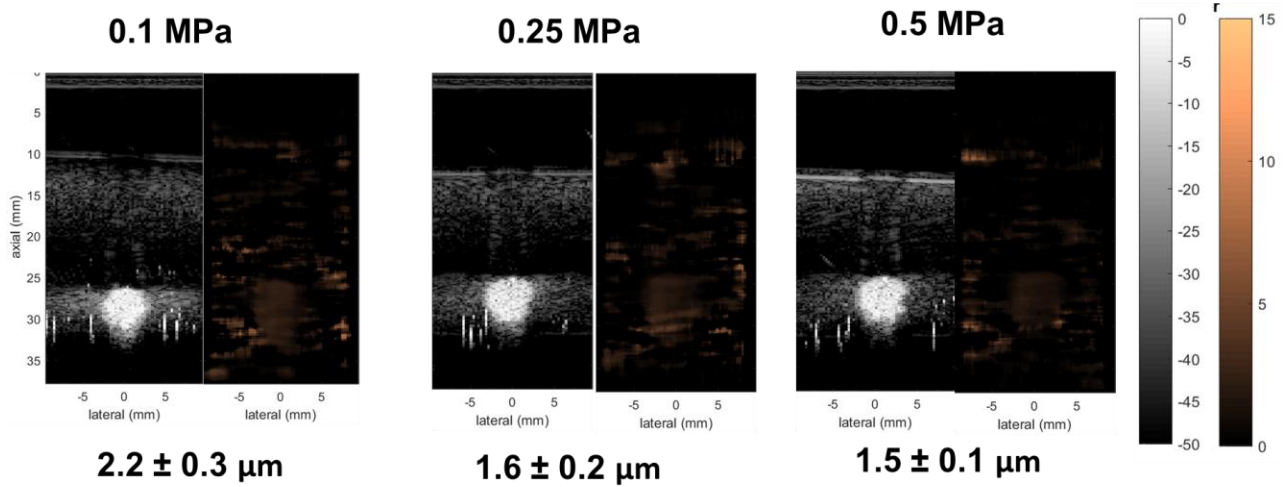 0.1 MPa
0.25 MPa
0.5 MPa
r
5
10
15
20
25
30
35
axial (mm)
-5 0 5
lateral (mm)
-5 0 5
lateral (mm)
-5 0 5
lateral (mm)
-5 0 5
lateral (mm)
-5 0 5
lateral (mm)
-5 0 5
lateral (mm)
0
-5
-10
-15
-20
-25
-30
-35
-40
-45
-50
15
10
5
0
2.2 ± 0.3 µm
1.6 ± 0.2 µm
1.5 ± 0.1 µm